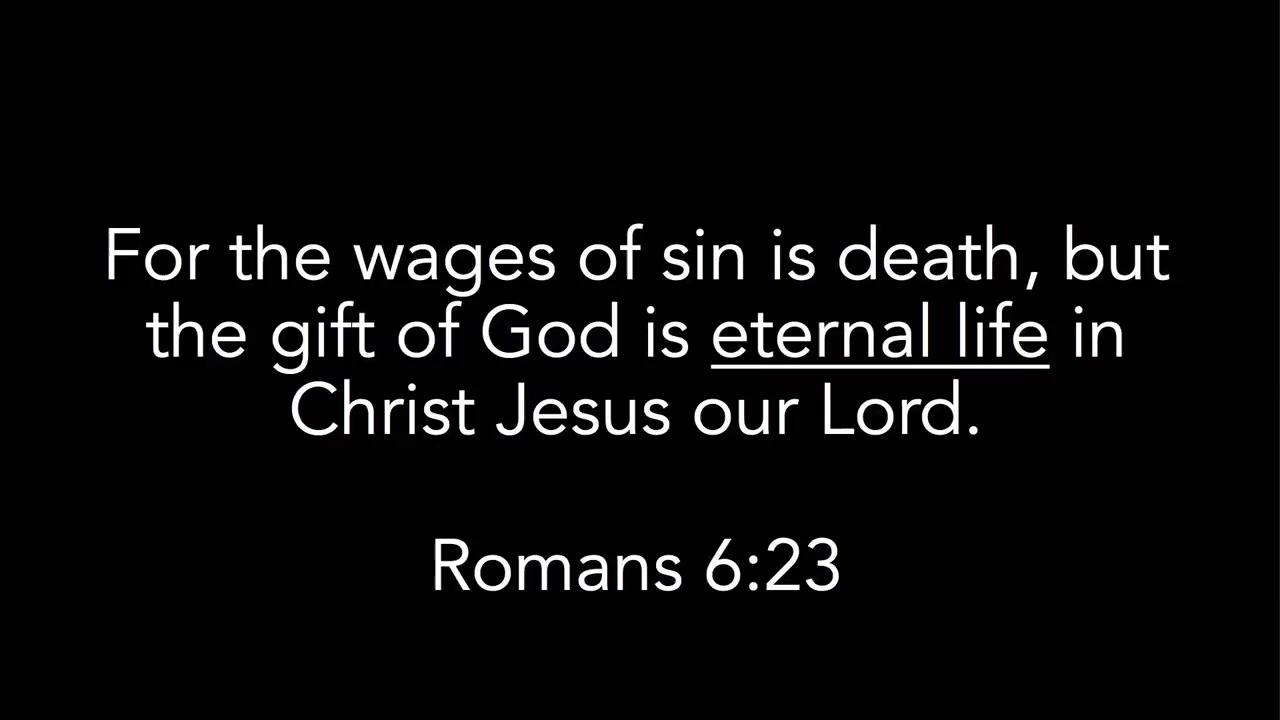 For the wages of sin is death, but
the gift of God is eternal life in
Christ Jesus our Lord.
Romans 6:23